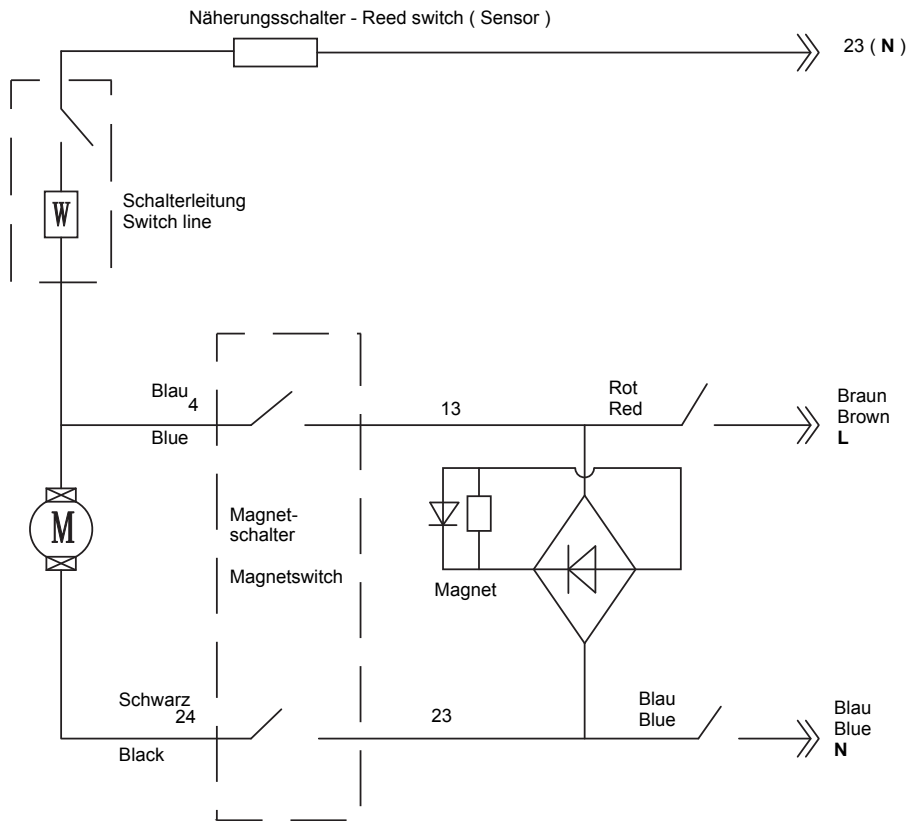 Näherungsschalter - Reed switch ( Sensor )
23 ( N )
W
Schalterleitung
Switch line
Blau
4
Blue
13
Rot
Red
Braun
Brown
L
M
Magnet-
schalter
Magnetswitch
Magnet
Schwarz
24
Black
23
Blau
Blue
Blau
Blue
N